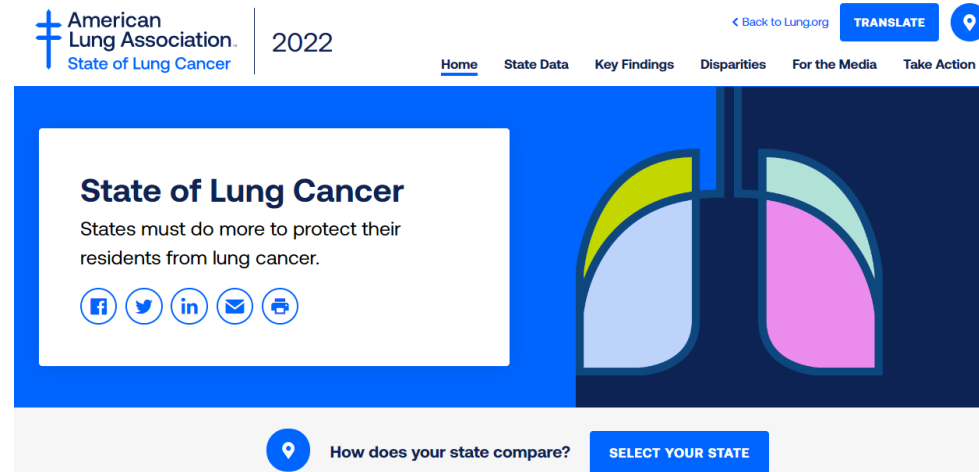 American
Lung Association.
State of Lung Cancer
2022
Back to Lung.org
TRANSLATE
Home
State Data
Key Findings
Disparities
For the Media
Take Action
State of Lung Cancer
States must do more to protect their
residents from lung cancer.
How does your state compare?
SELECT YOUR STATE